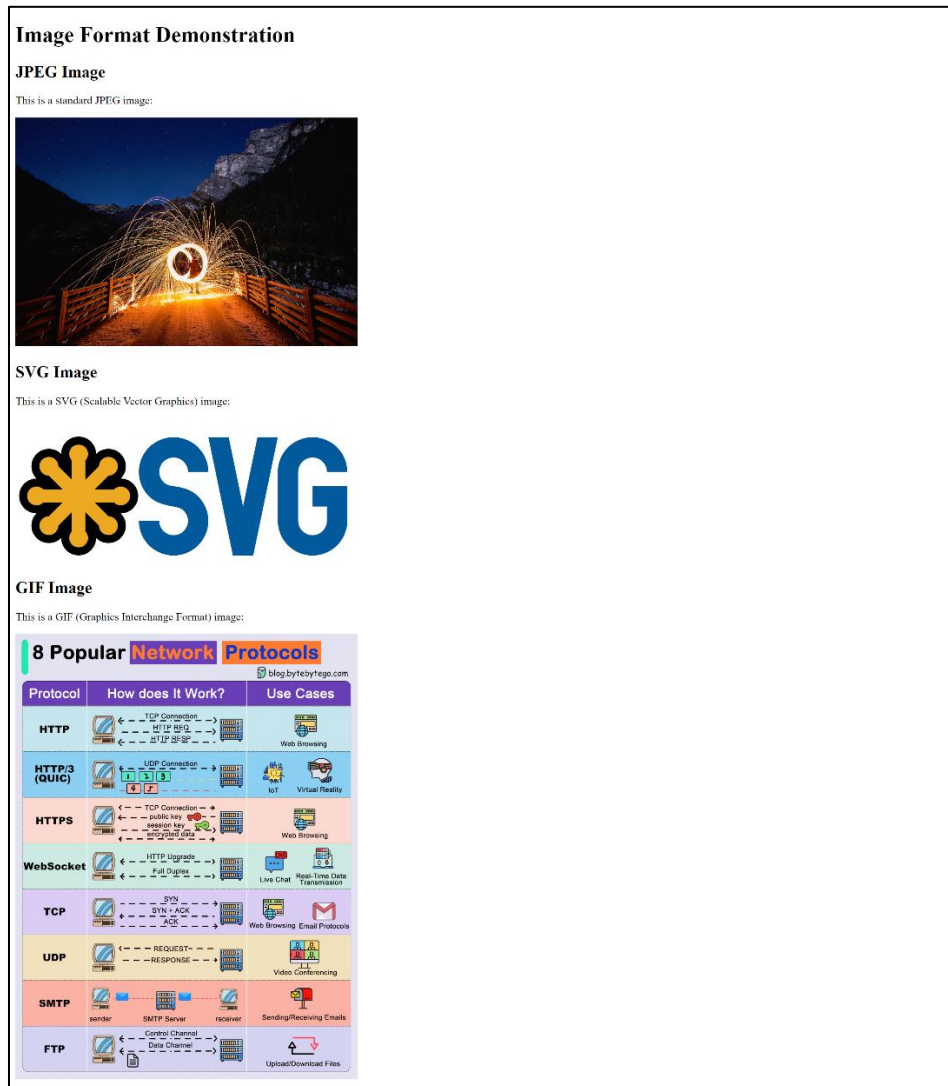 Image Format Demonstration
JPEG Image
This is a standard JPEG image:
SVG Image
This is a SVG (Scalable Vector Graphics) image:
SVG
GIF Image
This is a GIF (Graphics Interchange Format) image:
8 Popular Network Protocols
blog.bytebytego.com
Protocol How does It Work? Use Cases
HTTP
TCP Connection
HTTP REQ
HTTP RESP
Web Browsing
HTTP/3
(QUIC)
UDP Connection
1 2 3
4 5
IoT Virtual Reality
HTTPS
TCP Connection
public key
session key
encrypted data
Web Browsing
WebSocket
HTTP Upgrade
Full Duplex
Live Chat
Real-Time Data
Transmission
TCP
SYN
SYN + ACK
ACK
Web Browsing Email Protocols
UDP
REQUEST
RESPONSE
Video Conferencing
SMTP
sender SMTP Server receiver
Sending/Receiving Emails
FTP
Control Channel
Data Channel
Upload/Download Files